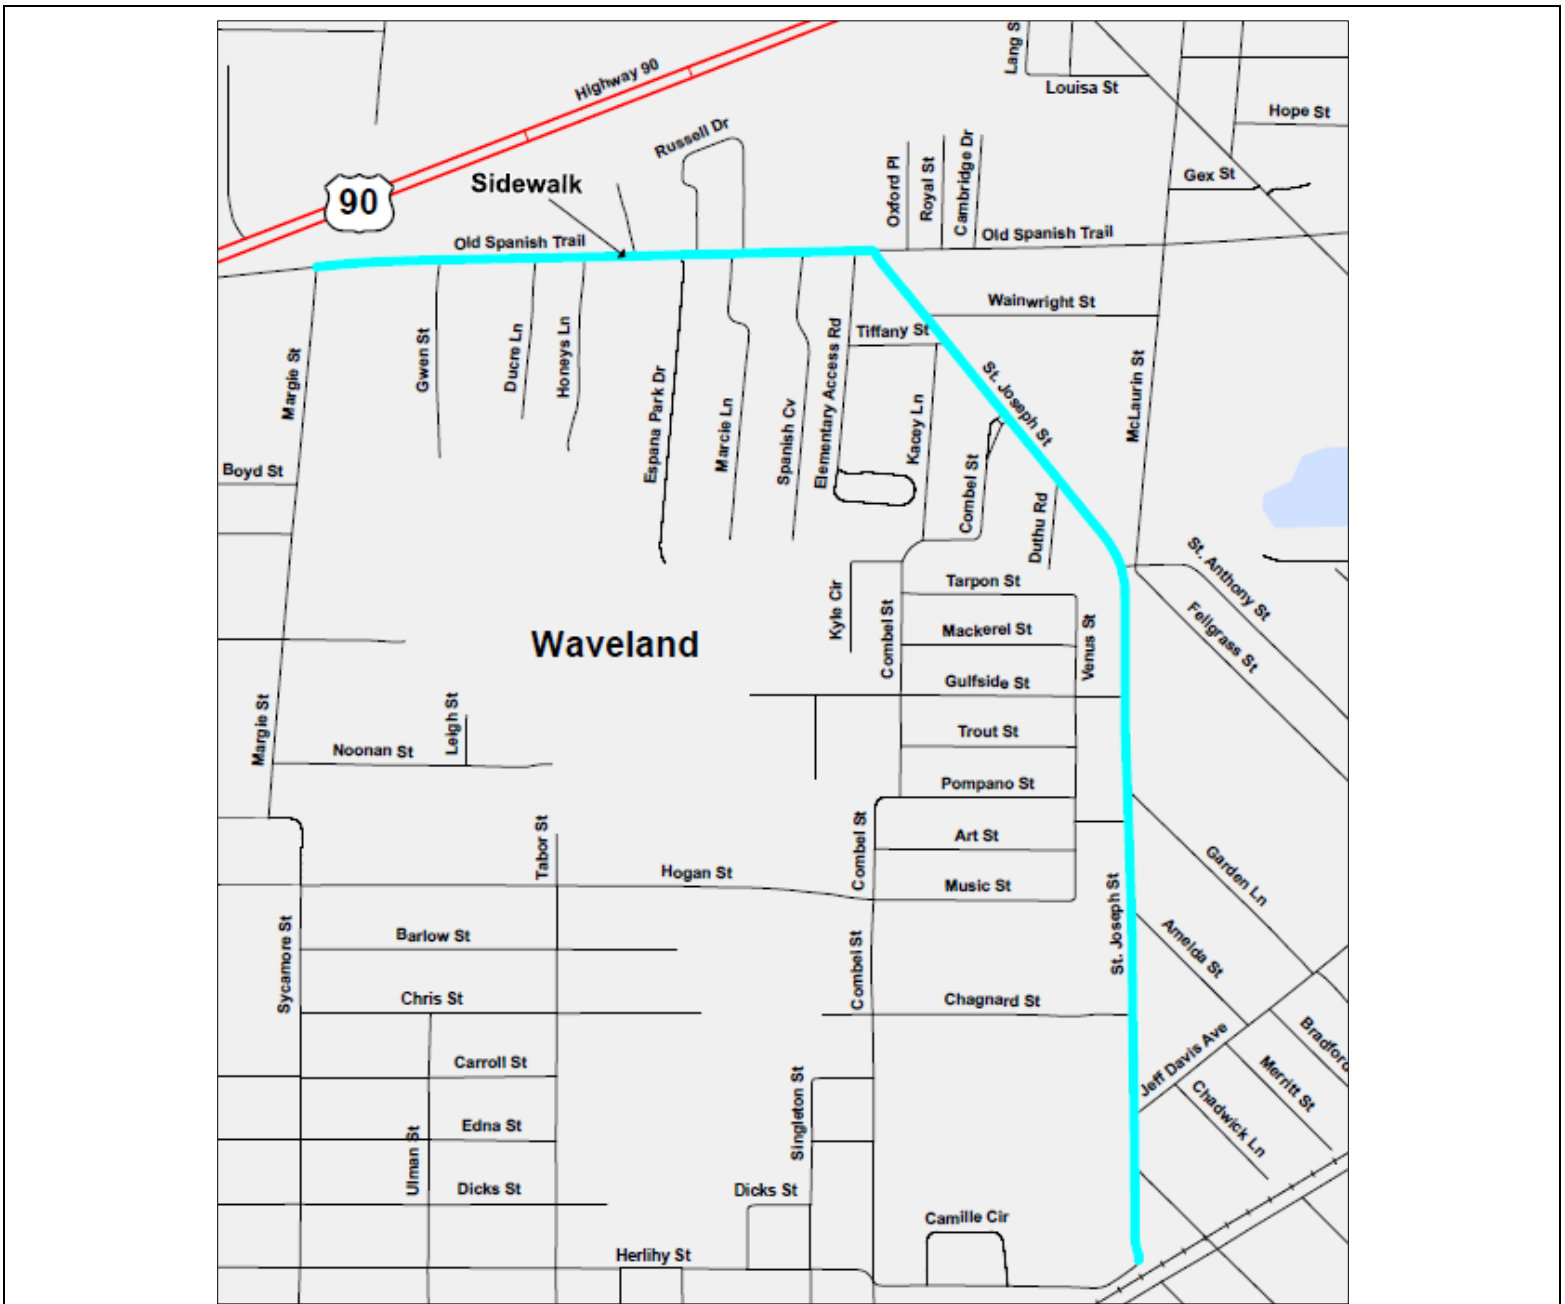 Lang S
Louisa St
Hope St
Highway 90
Russell Dr
Sidewalk
90
Oxford Pl
Royal St
Cambridge Dr
Gex St
Old Spanish Trail
Old Spanish Trail
Wainwright St
Tiffany St
Margie St
Gwen St
Ducre Ln
Honeys Ln
Espana Park Dr
Marcie Ln
Spanish Cv
Elementary Access Rd
Kacey Ln
St. Joseph St
McLaurin St
Boyd St
Combel St
Duthu Rd
St. Anthony St
Fellgrass St
Tarpon St
Kyle Cir
Combel St
Mackerel St
Venus St
Waveland
Gulfside St
Margie St
Leigh St
Noonan St
Trout St
Pompano St
Tabor St
Combel St
Art St
Garden Ln
Hogan St
Music St
St. Joseph St
Sycamore St
Barlow St
Combel St
Amelda St
Chris St
Chagnard St
Jeff Davis Ave
Bradford
Carroll St
Singleton St
Merritt St
Chadwick Ln
Edna St
Ulman St
Dicks St
Dicks St
Camille Cir
Herlihy St